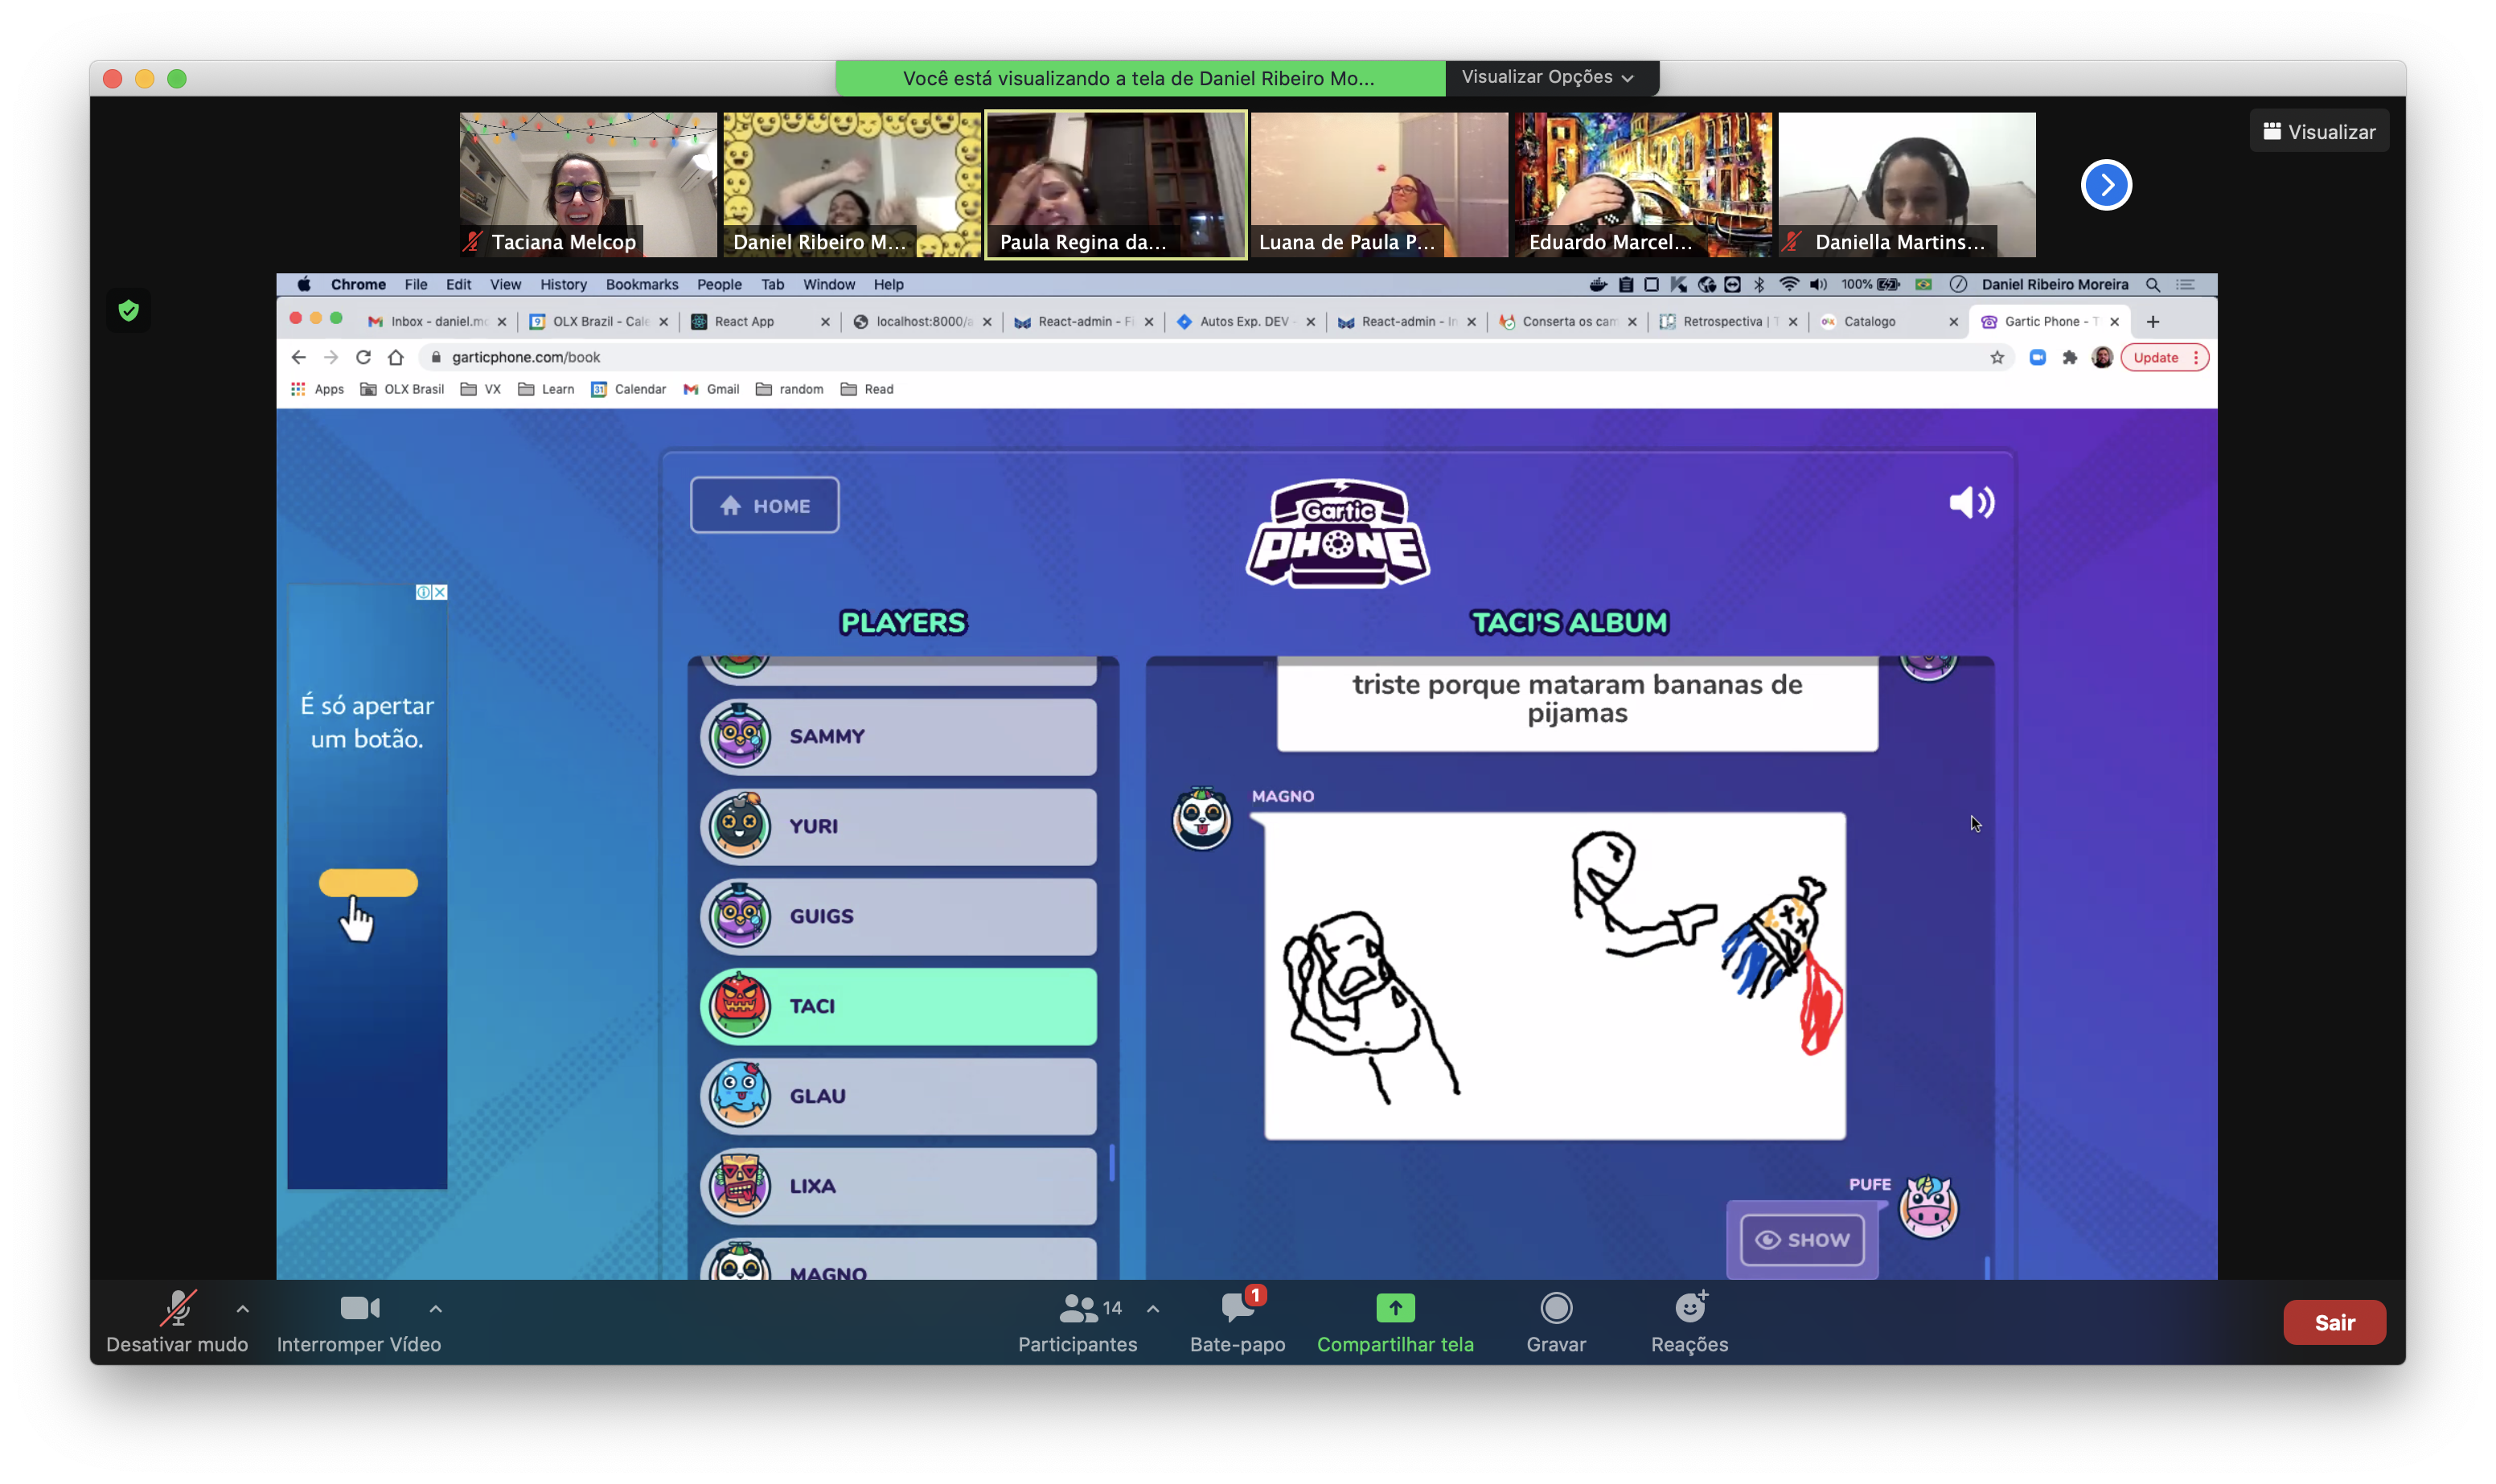 Você está visualizando a tela de Daniel Ribeiro Mo...
Visualizar Opções
Visualizar
Taciana Melcop
Daniel Ribeiro M...
Paula Regina da...
Luana de Paula P...
Eduardo Marcel...
Daniella Martins...
Chrome File Edit View History Bookmarks People Tab Window Help
100%
Daniel Ribeiro Moreira
Inbox - daniel.mo
OLX Brazil - Cale
React App
localhost:8000/a
React-admin - Fi
Autos Exp. DEV -
React-admin - In
Conserta os cam
Retrospectiva | T
Catalogo
Gartic Phone - T
garticphone.com/book
Update
Apps
OLX Brasil
VX
Learn
Calendar
Gmail
random
Read
HOME
Gartic
PHONE
PLAYERS
TACI'S ALBUM
É só apertar
um botão.
SAMMY
YURI
GUIGS
TACI
GLAU
LIXA
MAGNO
triste porque mataram bananas de
pijamas
MAGNO
PUFE
SHOW
Desativar mudo
Interromper Vídeo
14
Participantes
1
Bate-papo
Compartilhar tela
Gravar
Reações
Sair